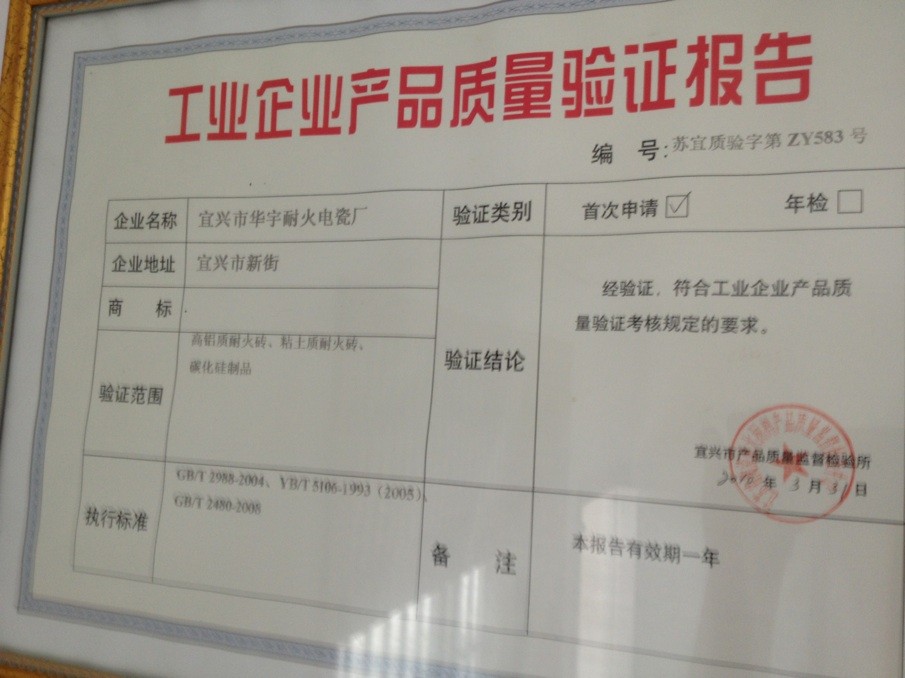 工业企业产品质量验证报告
编 号:苏宜质验字第 ZY583 号
企业名称 宜兴市华宇耐火电瓷厂
验证类别 首次申请☑ 年检☐
企业地址 宜兴市新街
商 标
验证范围 高铝质耐火砖、粘土质耐火砖、
碳化硅制品
验证结论 经验证,符合工业企业产品质
量验证考核规定的要求。
宜兴市产品质量监督检验所
2010年3月31日
执行标准 GB/T 2988-2004、YB/T 5106-1993(2005)、
GB/T 2480-2008
备 注 本报告有效期一年